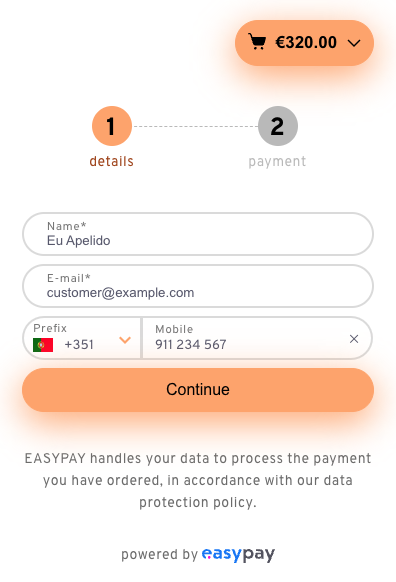 €320.00
1
2
details
payment
Name*
Eu Apelido
E-mail*
customer@example.com
Prefix
Mobile
+351
911 234 567
Continue
EASYPAY handles your data to process the payment
you have ordered, in accordance with our data
protection policy.
powered by easypay